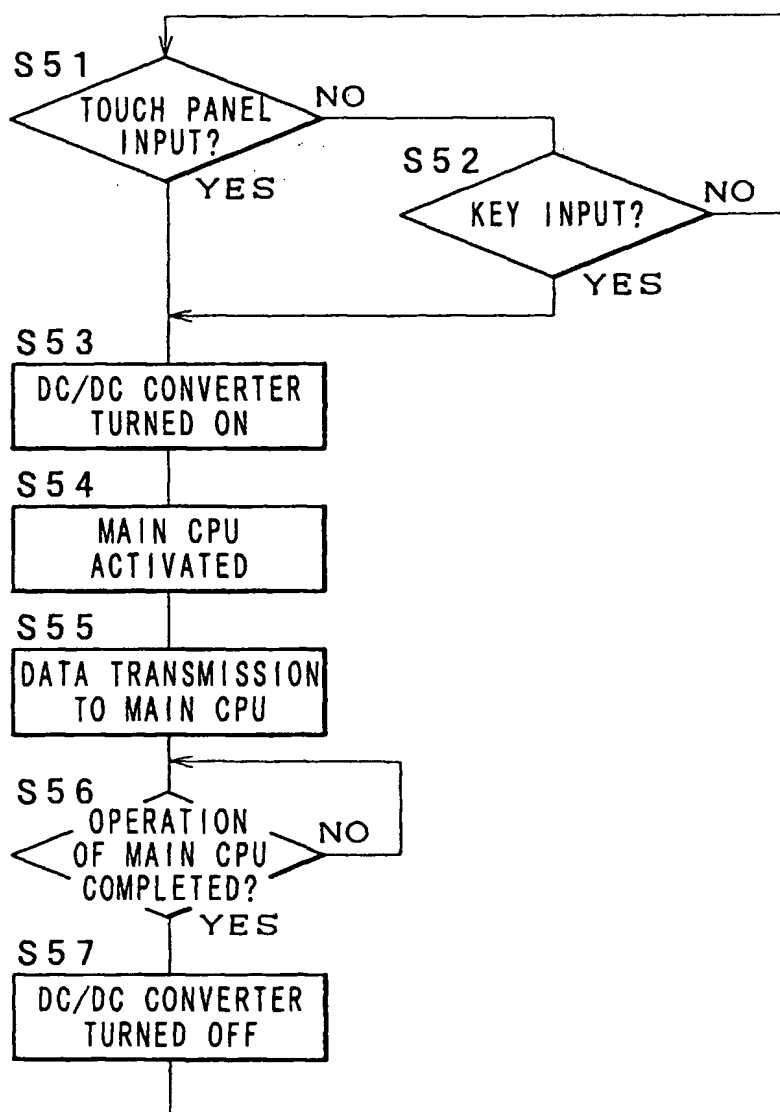 S51
TOUCH PANEL
INPUT?
NO
YES
S52
KEY INPUT?
NO
YES
S53
DC/DC CONVERTER
TURNED ON
S54
MAIN CPU
ACTIVATED
S55
DATA TRANSMISSION
TO MAIN CPU
S56
OPERATION
OF MAIN CPU
COMPLETED?
NO
YES
S57
DC/DC CONVERTER
TURNED OFF